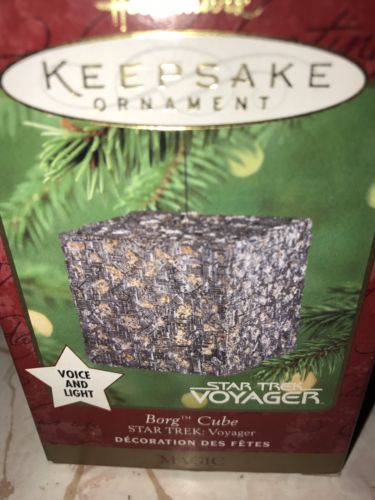 KEEPSAKE
ORNAMENT
VOICE
AND
LIGHT
STAR TREK
VOYAGER
Borg™ Cube
STAR TREK: Voyager
DÉCORATION DES FÊTES
MAGIC